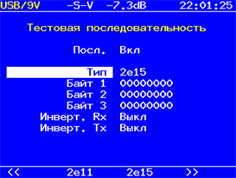 USB/9V -S-V -7.3dB 22:01:25
Тестовая последовательность
Посл. Вкл
Тип 2e15
Байт 1 00000000
Байт 2 00000000
Байт 3 00000000
Инверт. Rx Выкл
Инверт. Tx Выкл
<< 2e11 2e15 >>